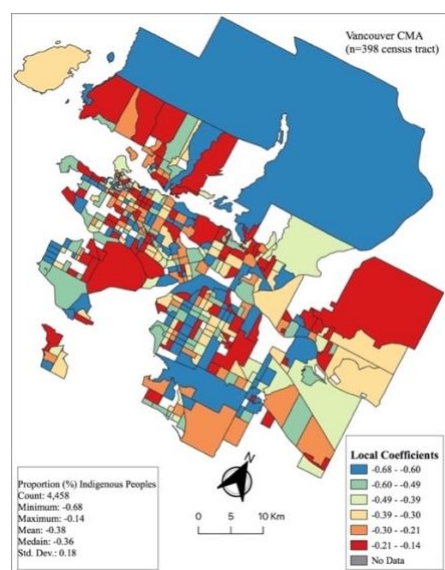 Vancouver CMA
(n=398 census tract)
Proportion (%) Indigenous Peoples
Count: 4,458
Minimum: -0.68
Maximum: -0.14
Mean: -0.38
Medain: -0.36
Std. Dev.: 0.18
N
0 5 10 Km
Local Coefficients
-0.68 - -0.60
-0.60 - -0.49
-0.49 - -0.39
-0.39 - -0.30
-0.30 - -0.21
-0.21 - -0.14
No Data